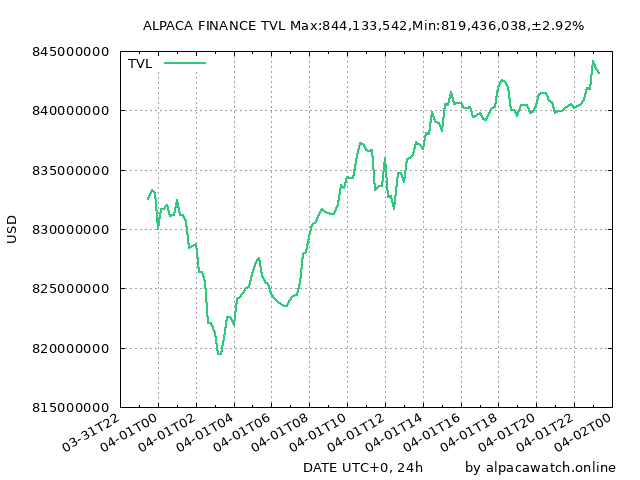 ALPACA FINANCE TVL Max:844,133,542,Min:819,436,038,±2.92%
TVL
845000000
840000000
835000000
830000000
825000000
820000000
815000000
USD
03-31T22
04-01T00
04-01T02
04-01T04
04-01T06
04-01T08
04-01T10
04-01T12
04-01T14
04-01T16
04-01T18
04-01T20
04-01T22
04-02T00
DATE UTC+0, 24h
by alpacawatch.online